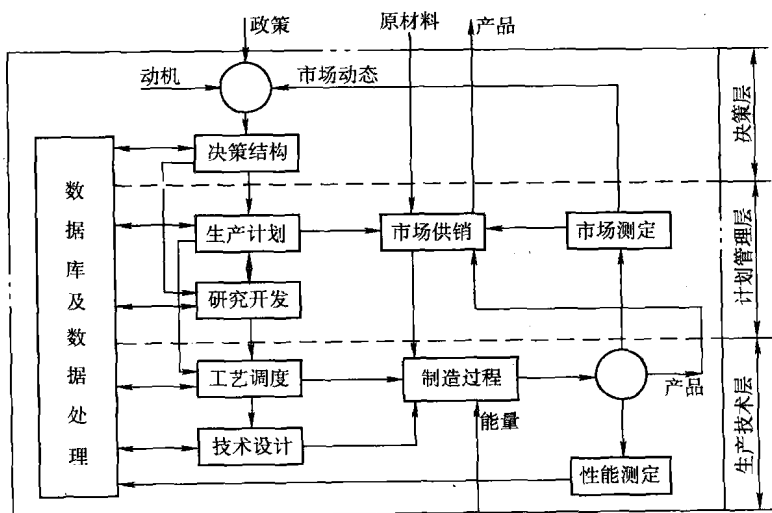 政策
原材料
产品
动机
市场动态
决策层
决策结构
数据库及数据处理
生产计划
市场供销
市场测定
计划管理层
研究开发
工艺调度
制造过程
产品
能量
生产技术层
技术设计
性能测定